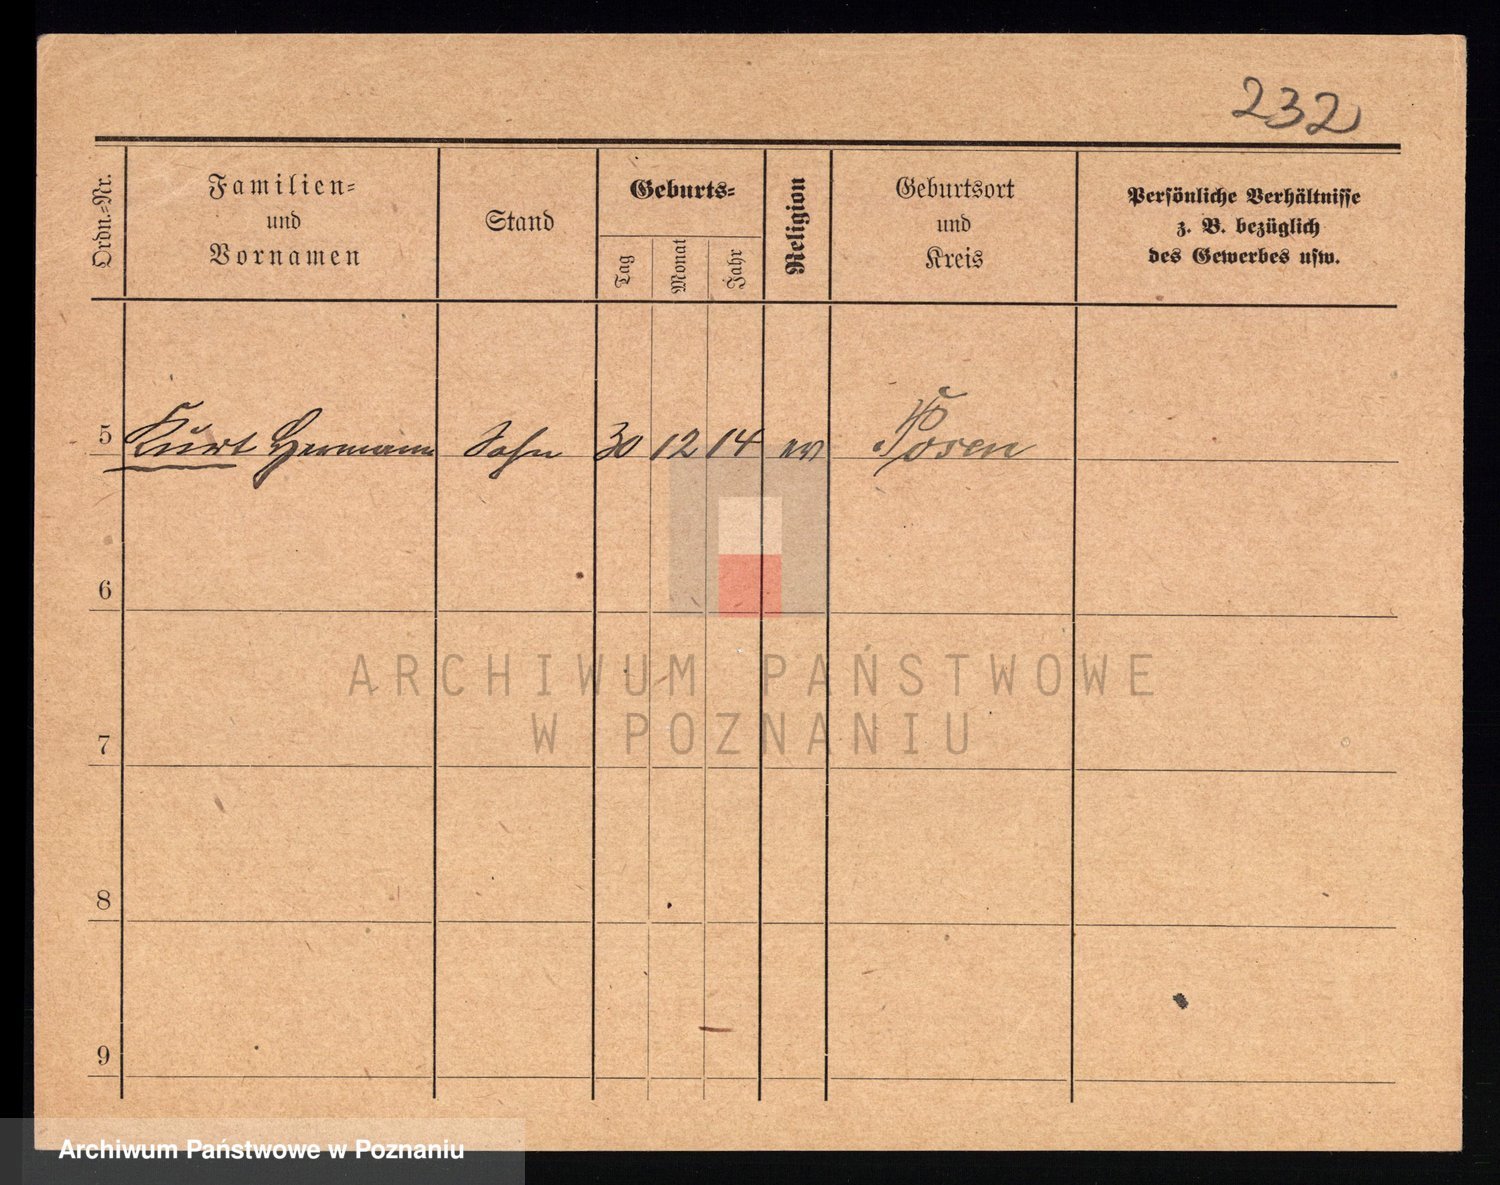 232
Ordn.-Nr.
Familien-
und
Vornamen
Stand
Geburts-
Tag
Monat
Jahr
Religion
Geburtsort
und
Kreis
Persönliche Verhältnisse
z. B. bezüglich
des Gewerbes usw.
5 Kurt Hermann Sohn 30 12 14 ev Posen
6
ARCHIWUM PAŃSTWOWE
W POZNANIU
7
8
9
Archiwum Państwowe w Poznaniu